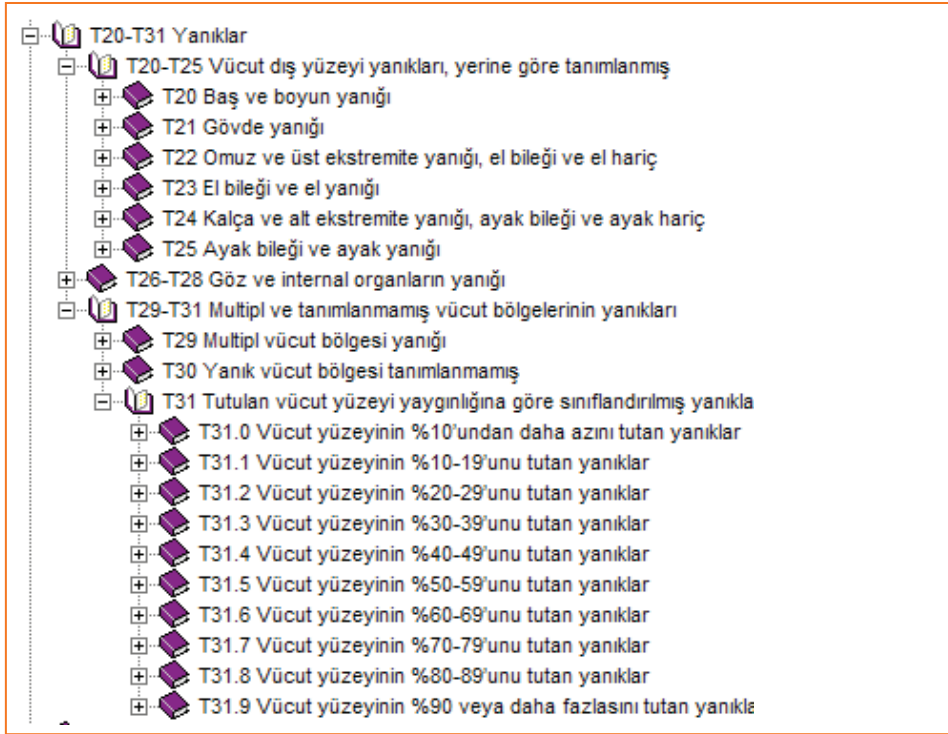 T20-T31 Yanıklar
T20-T25 Vücut dış yüzeyi yanıkları, yerine göre tanımlanmış
T20 Baş ve boyun yanığı
T21 Gövde yanığı
T22 Omuz ve üst ekstremite yanığı, el bileği ve el hariç
T23 El bileği ve el yanığı
T24 Kalça ve alt ekstremite yanığı, ayak bileği ve ayak hariç
T25 Ayak bileği ve ayak yanığı
T26-T28 Göz ve internal organların yanığı
T29-T31 Multipl ve tanımlanmamış vücut bölgelerinin yanıkları
T29 Multipl vücut bölgesi yanığı
T30 Yanık vücut bölgesi tanımlanmamış
T31 Tutulan vücut yüzeyi yaygınlığına göre sınıflandırılmış yanıkla
T31.0 Vücut yüzeyinin %10'undan daha azını tutan yanıklar
T31.1 Vücut yüzeyinin %10-19'unu tutan yanıklar
T31.2 Vücut yüzeyinin %20-29'unu tutan yanıklar
T31.3 Vücut yüzeyinin %30-39'unu tutan yanıklar
T31.4 Vücut yüzeyinin %40-49'unu tutan yanıklar
T31.5 Vücut yüzeyinin %50-59'unu tutan yanıklar
T31.6 Vücut yüzeyinin %60-69'unu tutan yanıklar
T31.7 Vücut yüzeyinin %70-79'unu tutan yanıklar
T31.8 Vücut yüzeyinin %80-89'unu tutan yanıklar
T31.9 Vücut yüzeyinin %90 veya daha fazlasını tutan yanıkla